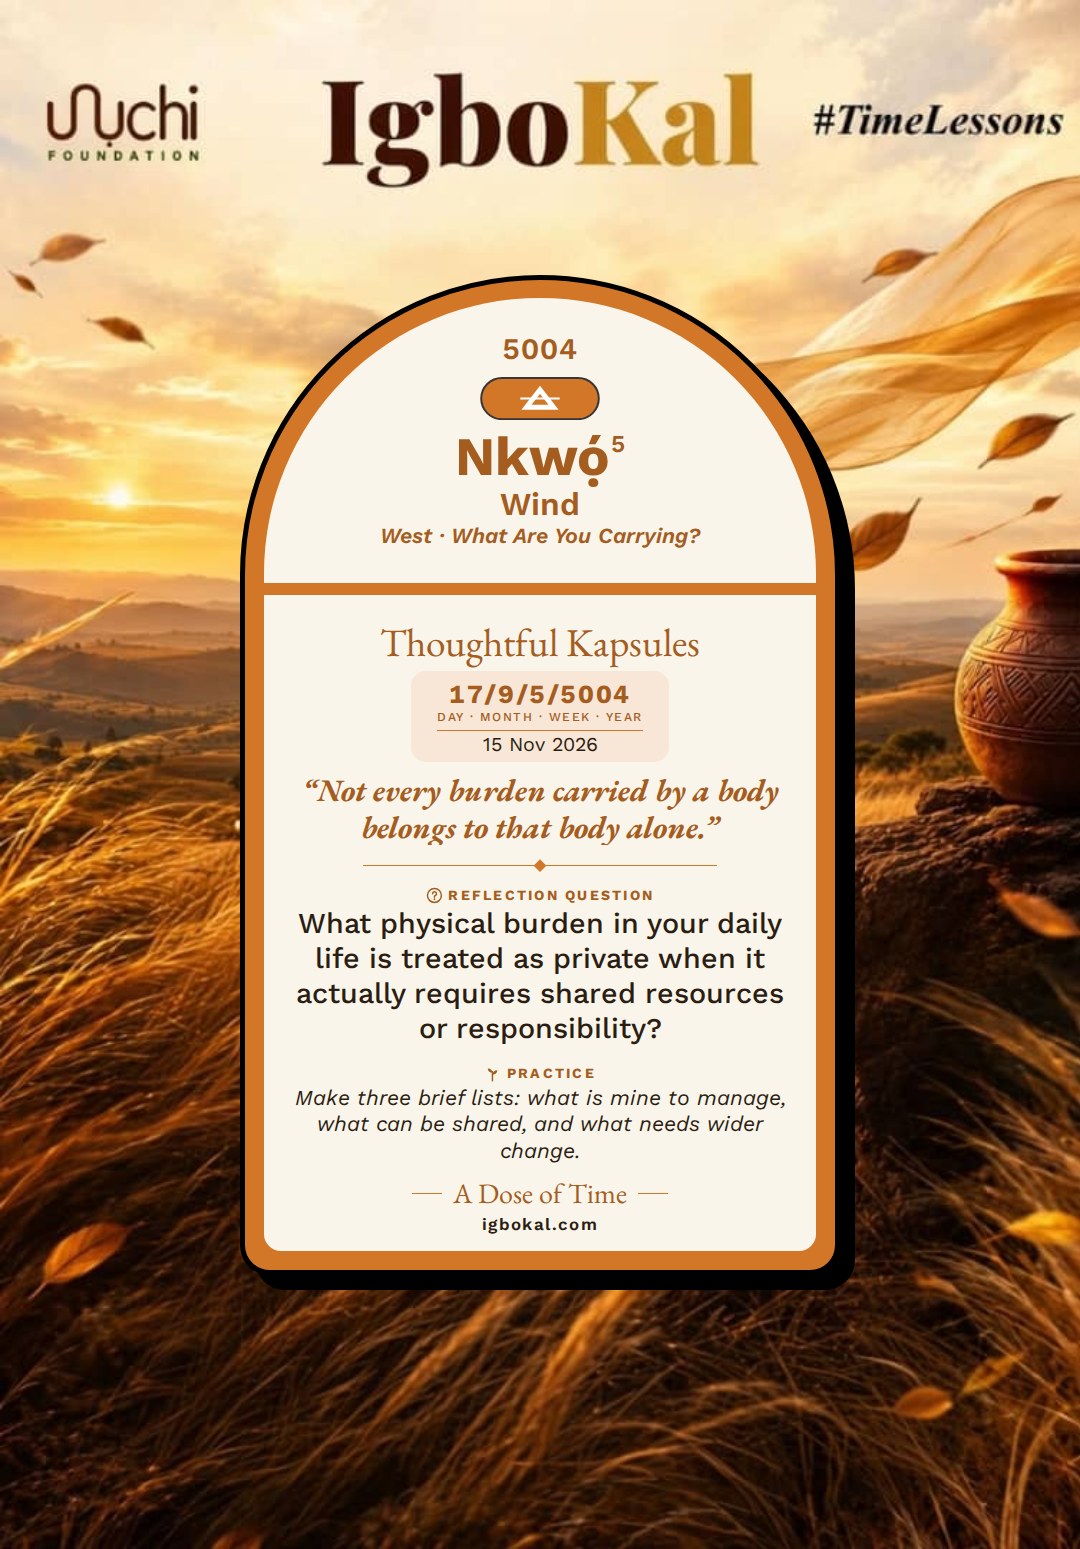 Uchi
FOUNDATION
IgboKal
#TimeLessons
5004
Nkwọ́⁵
Wind
West · What Are You Carrying?
Thoughtful Kapsules
17/9/5/5004
DAY · MONTH · WEEK · YEAR
15 Nov 2026
“Not every burden carried by a body
belongs to that body alone.”
REFLECTION QUESTION
What physical burden in your daily
life is treated as private when it
actually requires shared resources
or responsibility?
PRACTICE
Make three brief lists: what is mine to manage,
what can be shared, and what needs wider
change.
A Dose of Time
igbokal.com